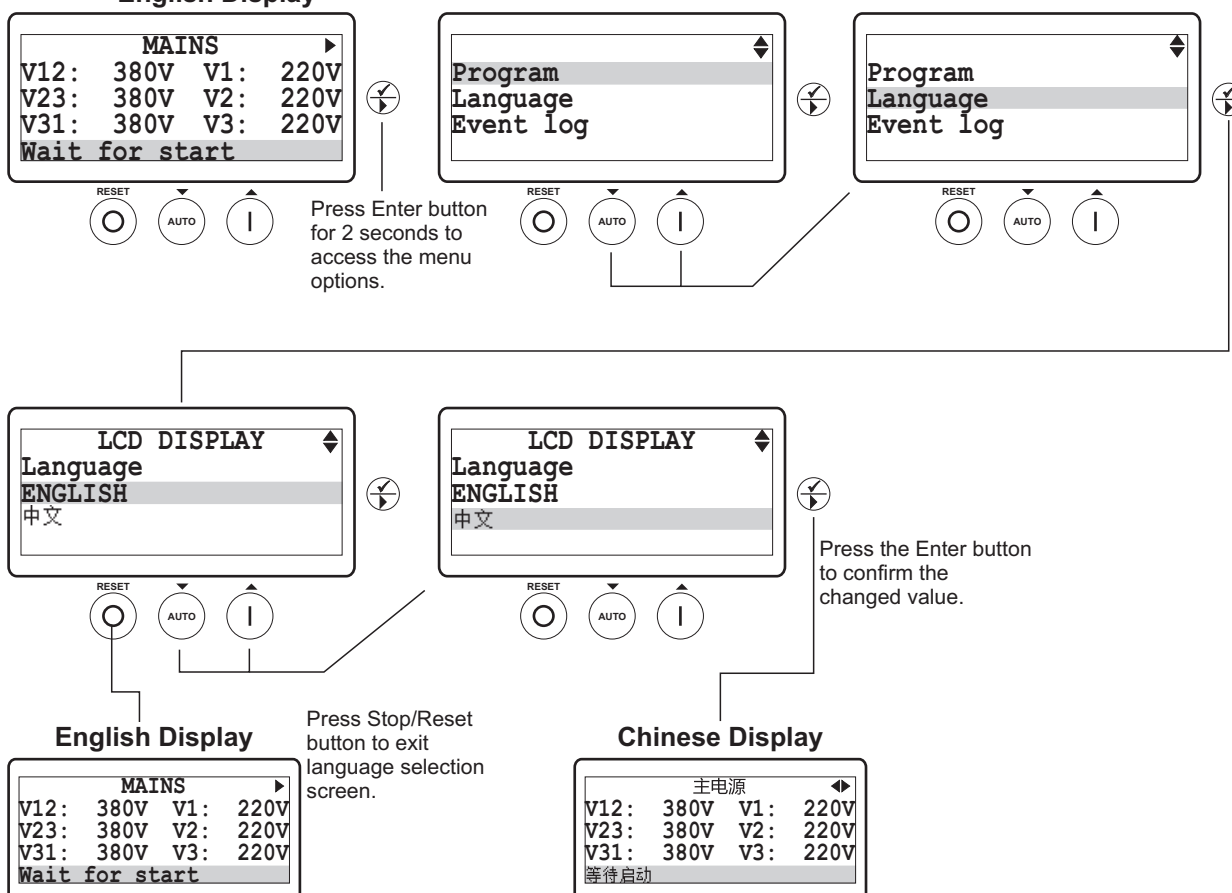 English Display
MAINS
V12: 380V V1: 220V
V23: 380V V2: 220V
V31: 380V V3: 220V
Wait for start
RESET
AUTO
Press Enter button
for 2 seconds to
access the menu
options.
Program
Language
Event log
RESET
AUTO
Program
Language
Event log
RESET
AUTO
LCD DISPLAY
Language
ENGLISH
中文
RESET
AUTO
LCD DISPLAY
Language
ENGLISH
中文
RESET
AUTO
Press the Enter button
to confirm the
changed value.
Press Stop/Reset
button to exit
language selection
screen.
English Display
MAINS
V12: 380V V1: 220V
V23: 380V V2: 220V
V31: 380V V3: 220V
Wait for start
Chinese Display
主电源
V12: 380V V1: 220V
V23: 380V V2: 220V
V31: 380V V3: 220V
等待启动